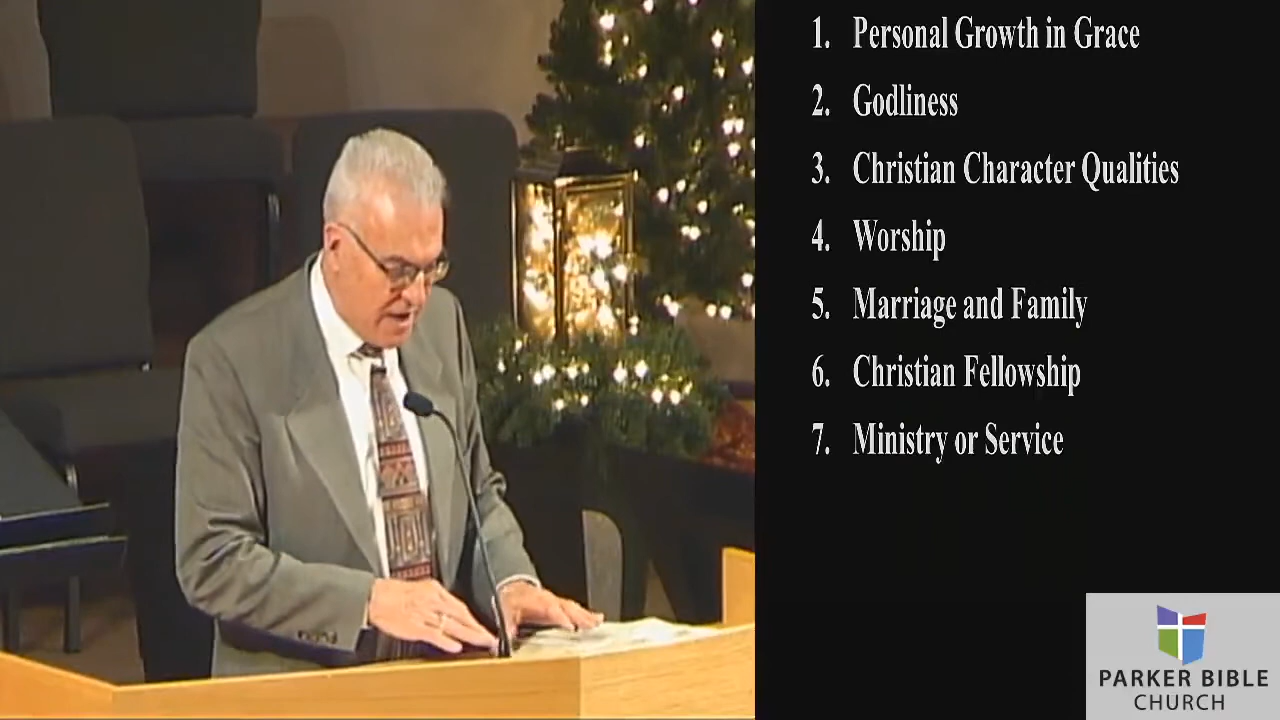 1. Personal Growth in Grace
2. Godliness
3. Christian Character Qualities
4. Worship
5. Marriage and Family
6. Christian Fellowship
7. Ministry or Service
PARKER BIBLE
CHURCH